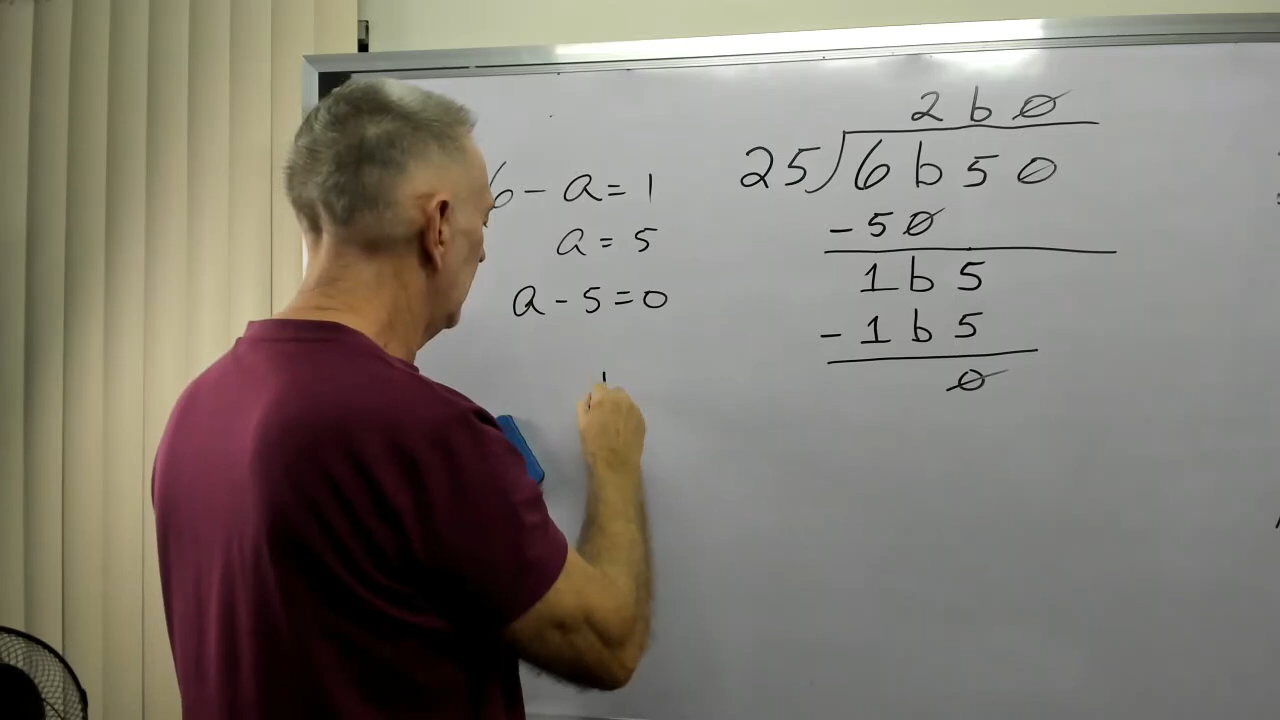 6 - a = 1
a = 5
a - 5 = 0
2 b 0
25)6 b 5 0
- 5 0
1 b 5
- 1 b 5
0